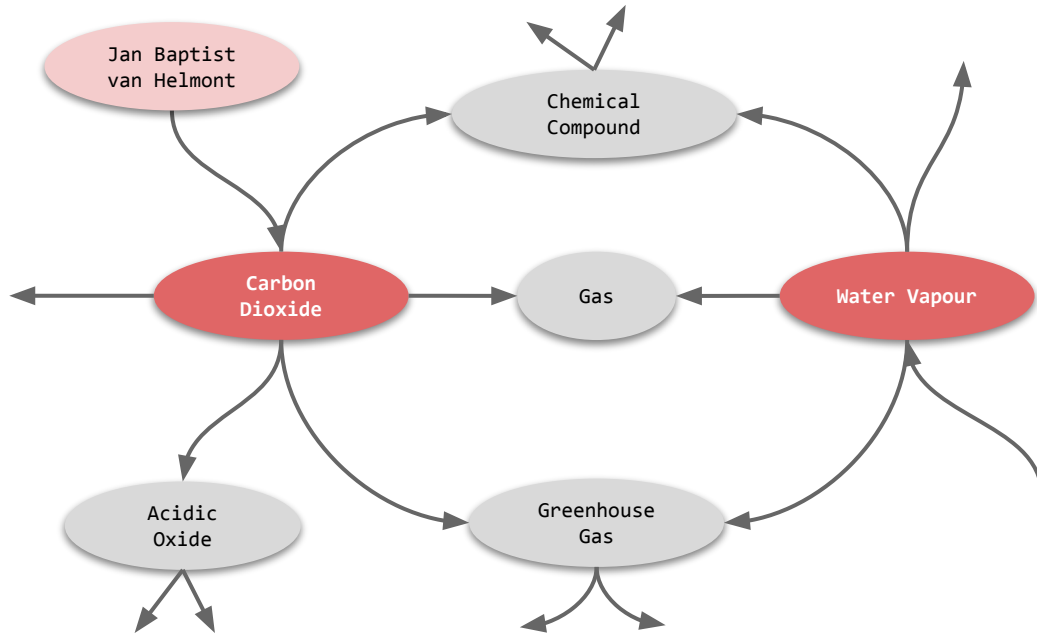 Jan Baptist
van Helmont
Chemical
Compound
Carbon
Dioxide
Gas
Water Vapour
Acidic
Oxide
Greenhouse
Gas